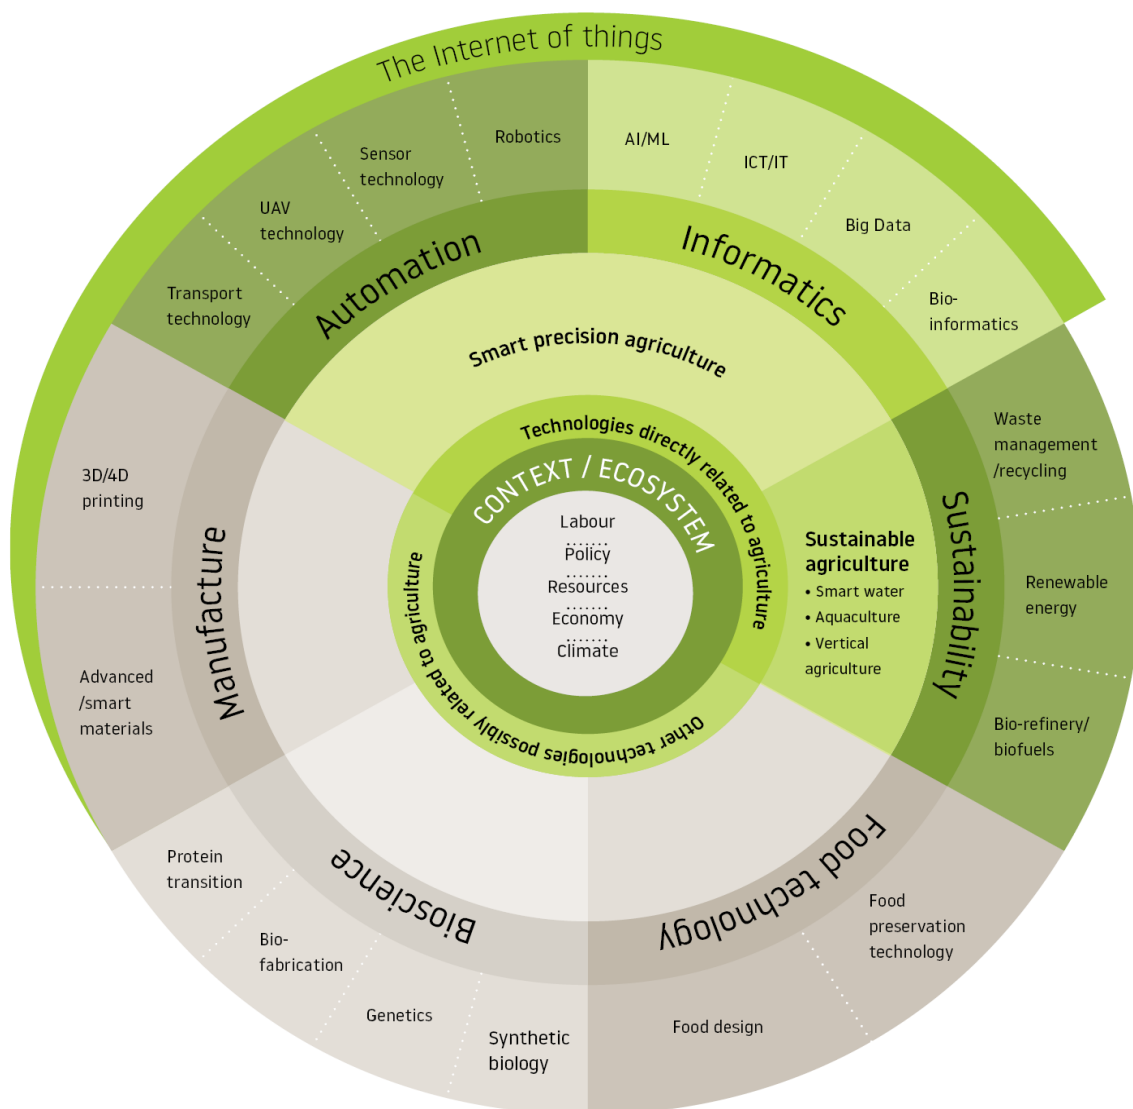 The Internet of things
Robotics
Sensor
technology
UAV
technology
Transport
technology
Automation
AI/ML
ICT/IT
Big Data
Bio-
informatics
Informatics
Smart precision agriculture
Technologies directly related to agriculture
CONTEXT / ECOSYSTEM
Labour
Policy
Resources
Economy
Climate
Other technologies possibly related to agriculture
Sustainable
agriculture
• Smart water
• Aquaculture
• Vertical
agriculture
Sustainability
Waste
management
/recycling
Renewable
energy
Bio-refinery/
biofuels
Manufacture
3D/4D
printing
Advanced
/smart
materials
Bioscience
Protein
transition
Bio-
fabrication
Genetics
Synthetic
biology
Food technology
Food
preservation
technology
Food design